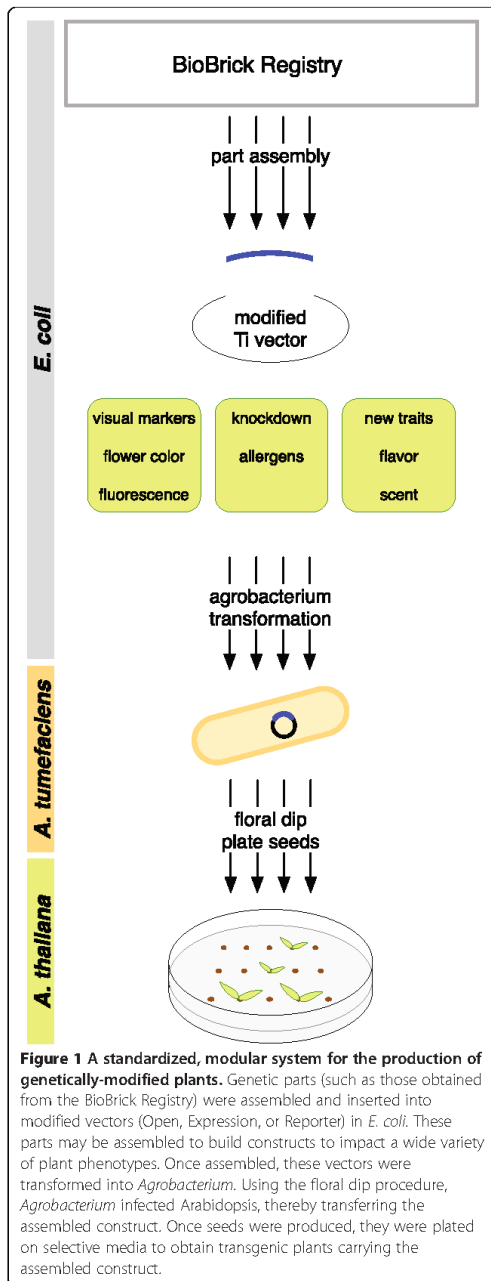 BioBrick Registry
part assembly
E. coli
modified
Ti vector
visual markers
flower color
fluorescence
knockdown
allergens
new traits
flavor
scent
agrobacterium
transformation
A. tumefaciens
floral dip
plate seeds
A. thaliana
Figure 1 A standardized, modular system for the production of
genetically-modified plants. Genetic parts (such as those obtained
from the BioBrick Registry) were assembled and inserted into
modified vectors (Open, Expression, or Reporter) in E. coli. These
parts may be assembled to build constructs to impact a wide variety
of plant phenotypes. Once assembled, these vectors were
transformed into Agrobacterium. Using the floral dip procedure,
Agrobacterium infected Arabidopsis, thereby transferring the
assembled construct. Once seeds were produced, they were plated
on selective media to obtain transgenic plants carrying the
assembled construct.